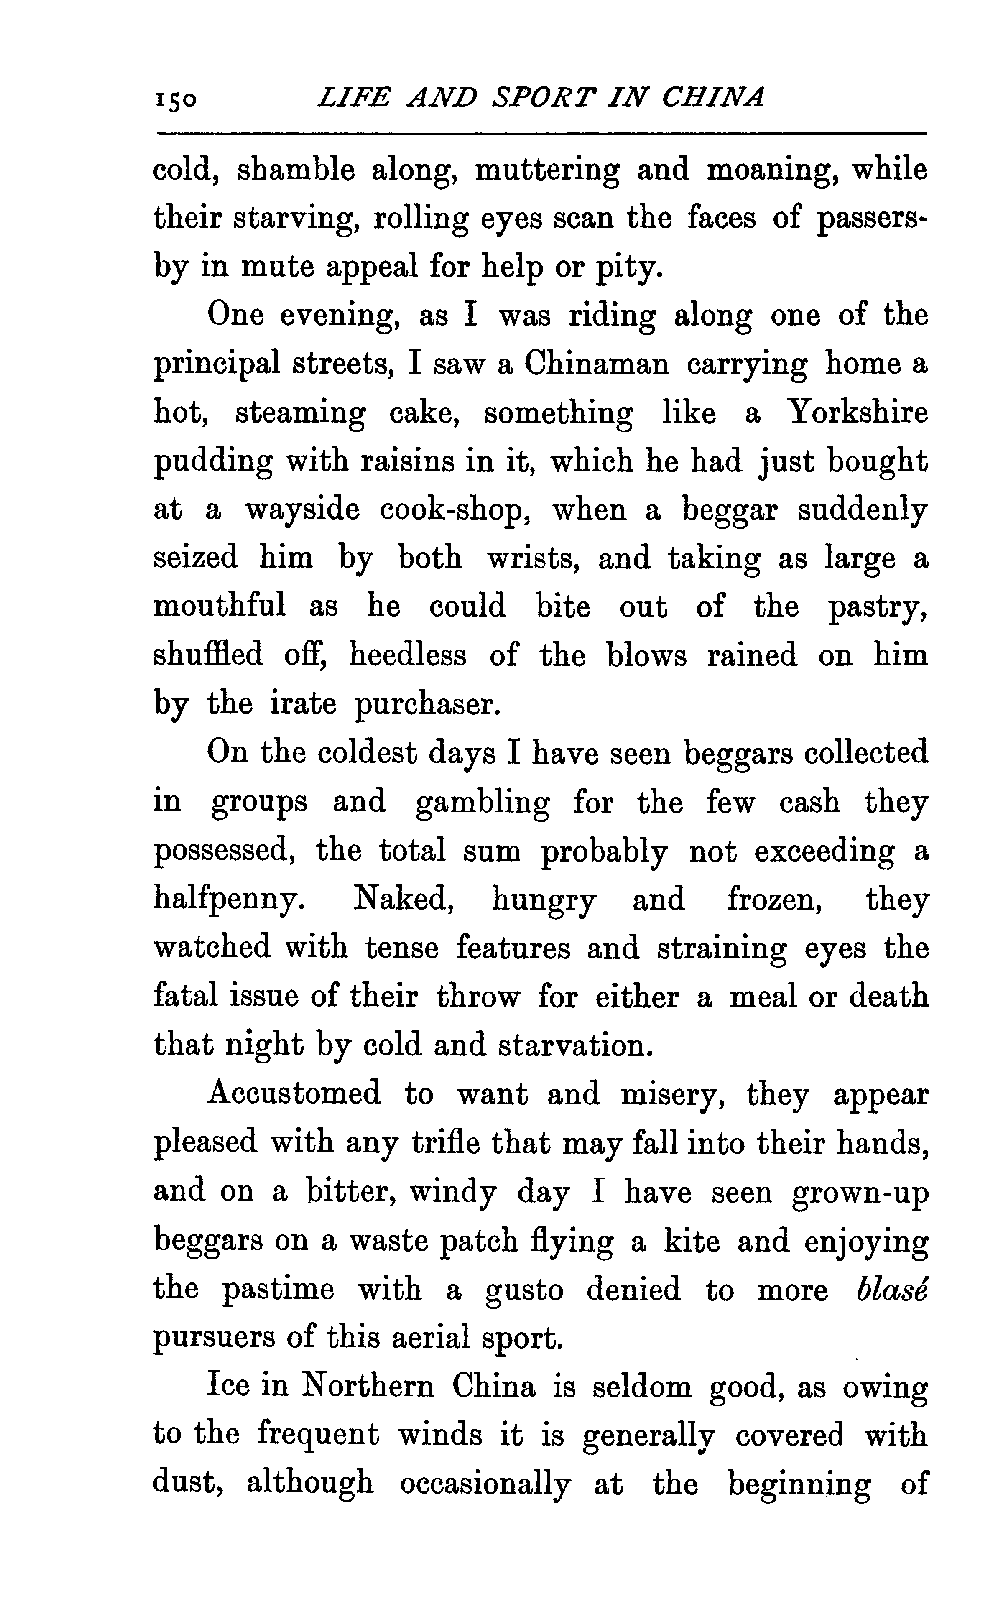 150 LIFE AND SPORT IN CHINA
cold, shamble along, muttering and moaning, while
their starving, rolling eyes scan the faces of passers-
by in mute appeal for help or pity.
One evening, as I was riding along one of the
principal streets, I saw a Chinaman carrying home a
hot, steaming cake, something like a Yorkshire
pudding with raisins in it, which he had just bought
at a wayside cook-shop, when a beggar suddenly
seized him by both wrists, and taking as large a
mouthful as he could bite out of the pastry,
shuffled off, heedless of the blows rained on him
by the irate purchaser.
On the coldest days I have seen beggars collected
in groups and gambling for the few cash they
possessed, the total sum probably not exceeding a
halfpenny. Naked, hungry and frozen, they
watched with tense features and straining eyes the
fatal issue of their throw for either a meal or death
that night by cold and starvation.
Accustomed to want and misery, they appear
pleased with any trifle that may fall into their hands,
and on a bitter, windy day I have seen grown-up
beggars on a waste patch flying a kite and enjoying
the pastime with a gusto denied to more blasé
pursuers of this aerial sport.
Ice in Northern China is seldom good, as owing
to the frequent winds it is generally covered with
dust, although occasionally at the beginning of